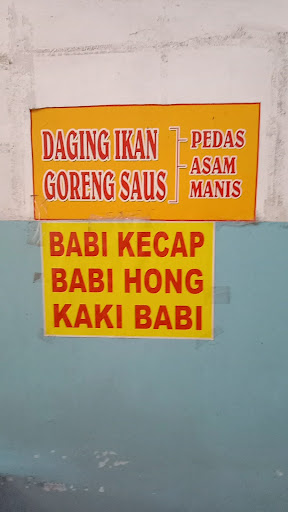 DAGING IKAN
GORENG SAUS
PEDAS
ASAM
MANIS
BABI KECAP
BABI HONG
KAKI BABI